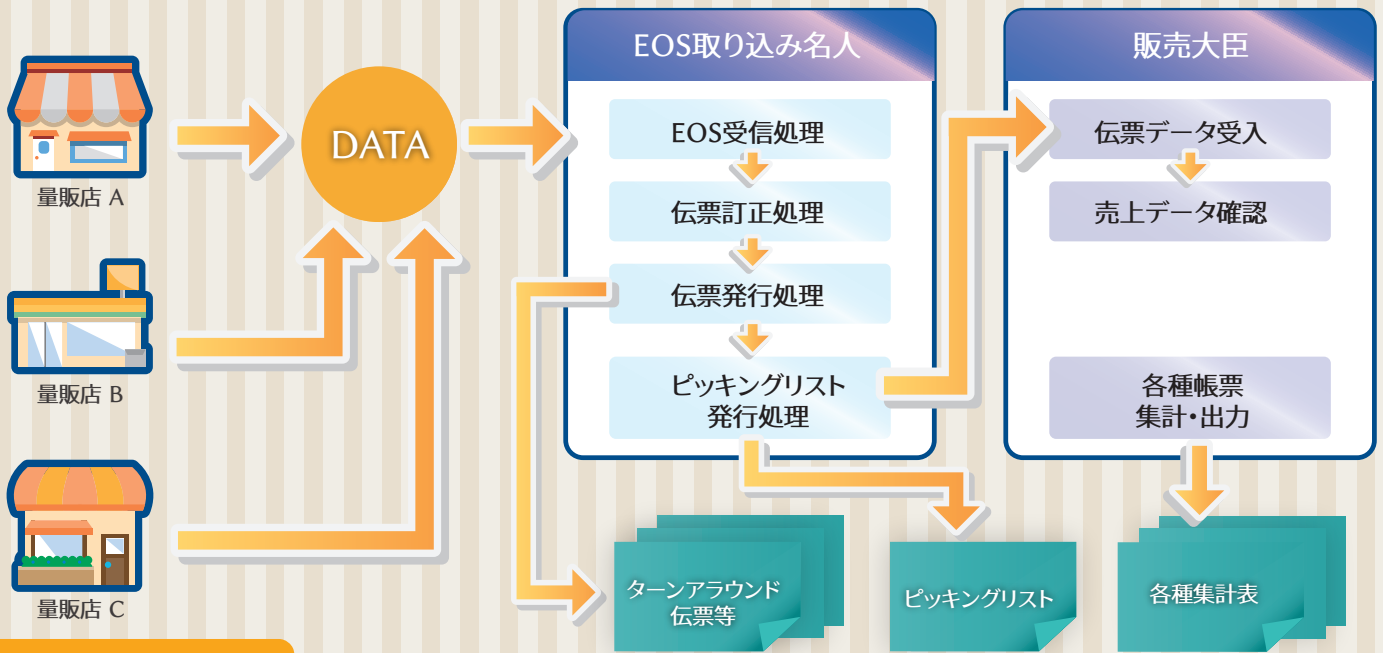 量販店 A
量販店 B
量販店 C
DATA
EOS取り込み名人
EOS受信処理
伝票訂正処理
伝票発行処理
ピッキングリスト
発行処理
販売大臣
伝票データ受入
売上データ確認
各種帳票
集計・出力
ターンアラウンド
伝票等
ピッキングリスト
各種集計表